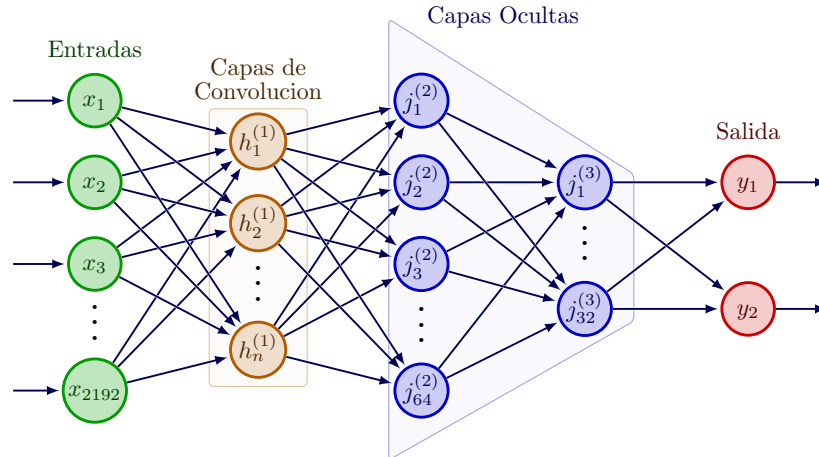 Capas Ocultas
Entradas
Capas de
Convolucion
Salida
x₁
x₂
x₃
x₂₁₉₂
h₁⁽¹⁾
h₂⁽¹⁾
hₙ⁽¹⁾
j₁⁽²⁾
j₂⁽²⁾
j₃⁽²⁾
j₆₄⁽²⁾
j₁⁽³⁾
j₃₂⁽³⁾
y₁
y₂